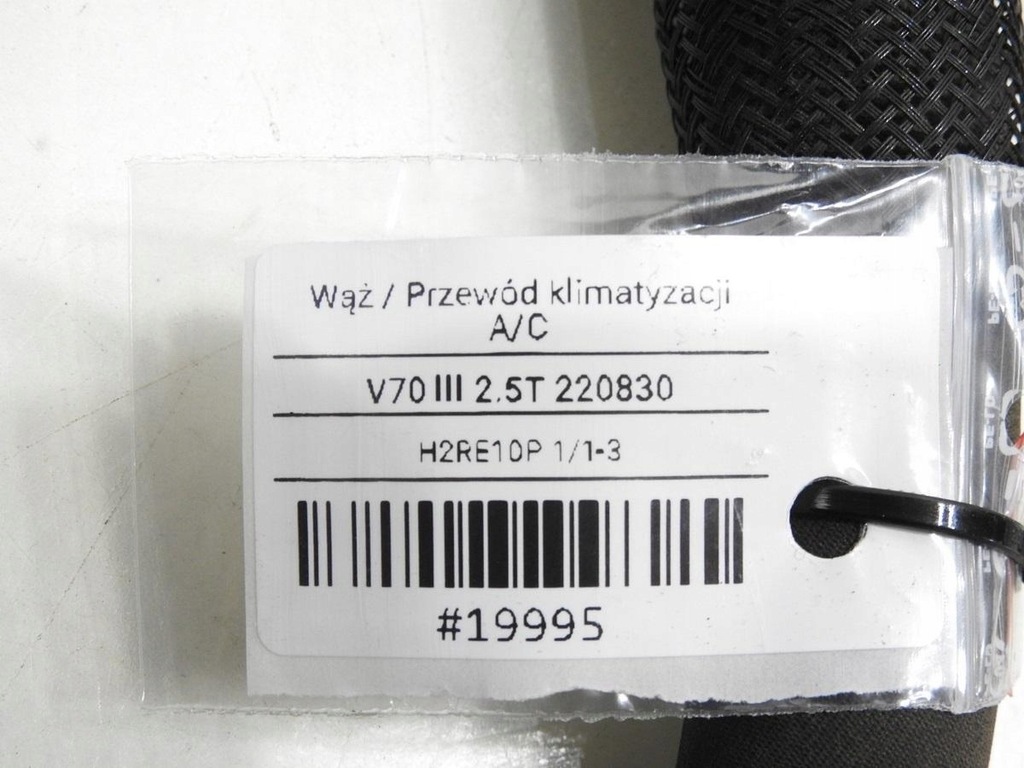 Wąż / Przewód klimatyzacji
A/C
V70 III 2.5T 220830
H2RE10P 1/1-3
#19995